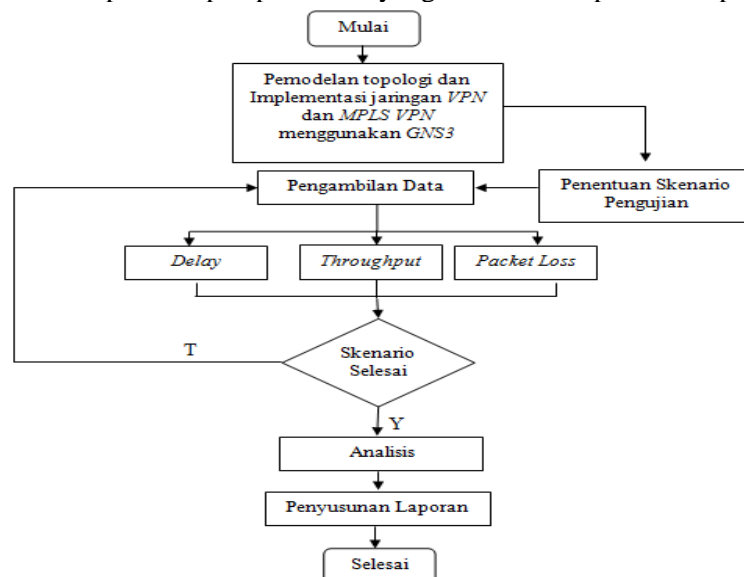 Mulai
Pemodelan topologi dan
Implementasi jaringan VPN
dan MPLS VPN
menggunakan GNS3
Pengambilan Data
Penentuan Skenario
Pengujian
Delay
Throughput
Packet Loss
T
Skenario
Selesai
Y
Analisis
Penyusunan Laporan
Selesai